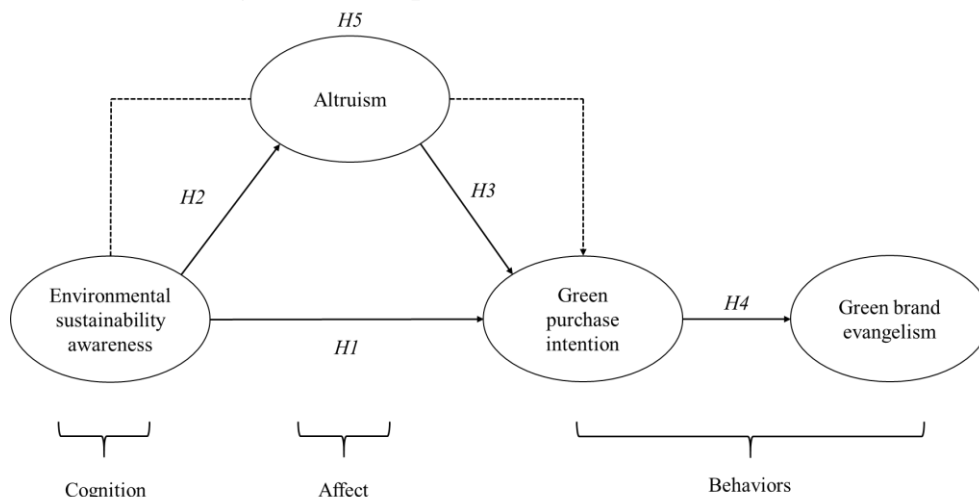 H5
Altruism
H2
H3
Environmental
sustainability
awareness
H1
Green
purchase
intention
H4
Green brand
evangelism
Cognition
Affect
Behaviors